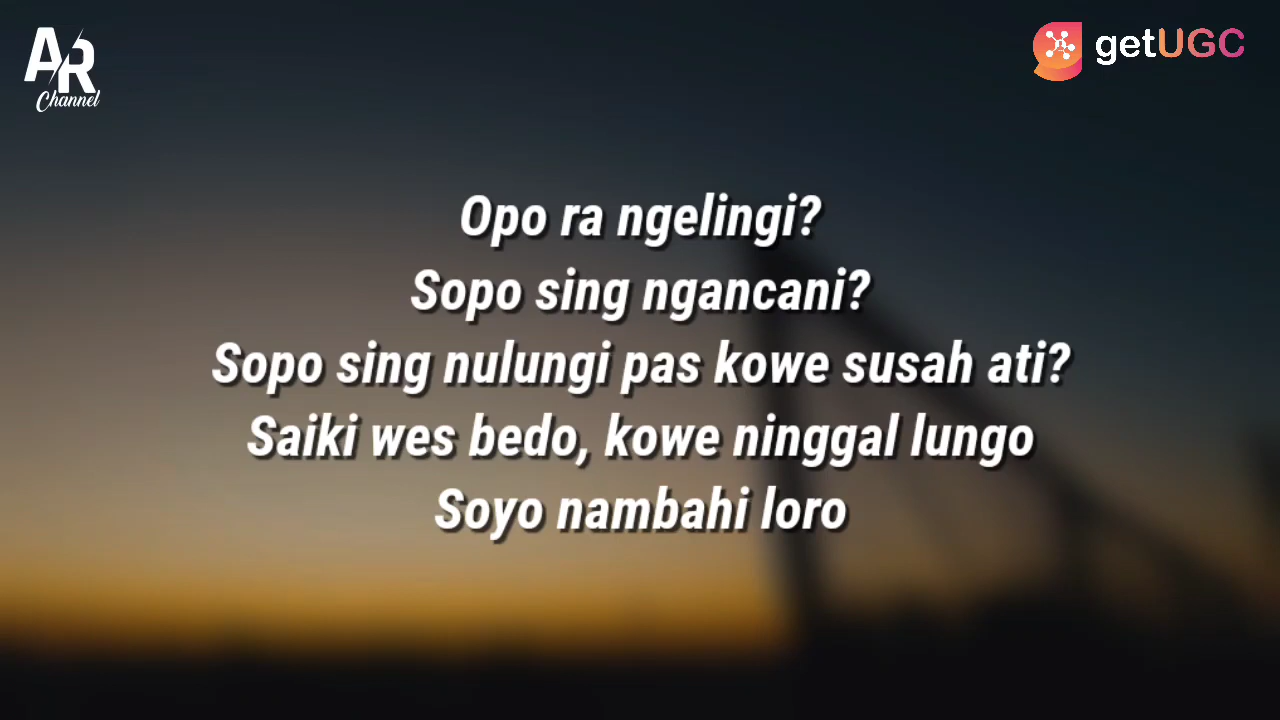 AR
Channel
getUGC
Opo ra ngelingi?
Sopo sing ngancani?
Sopo sing nulungi pas kowe susah ati?
Saiki wes bedo, kowe ninggal lungo
Soyo nambahi loro